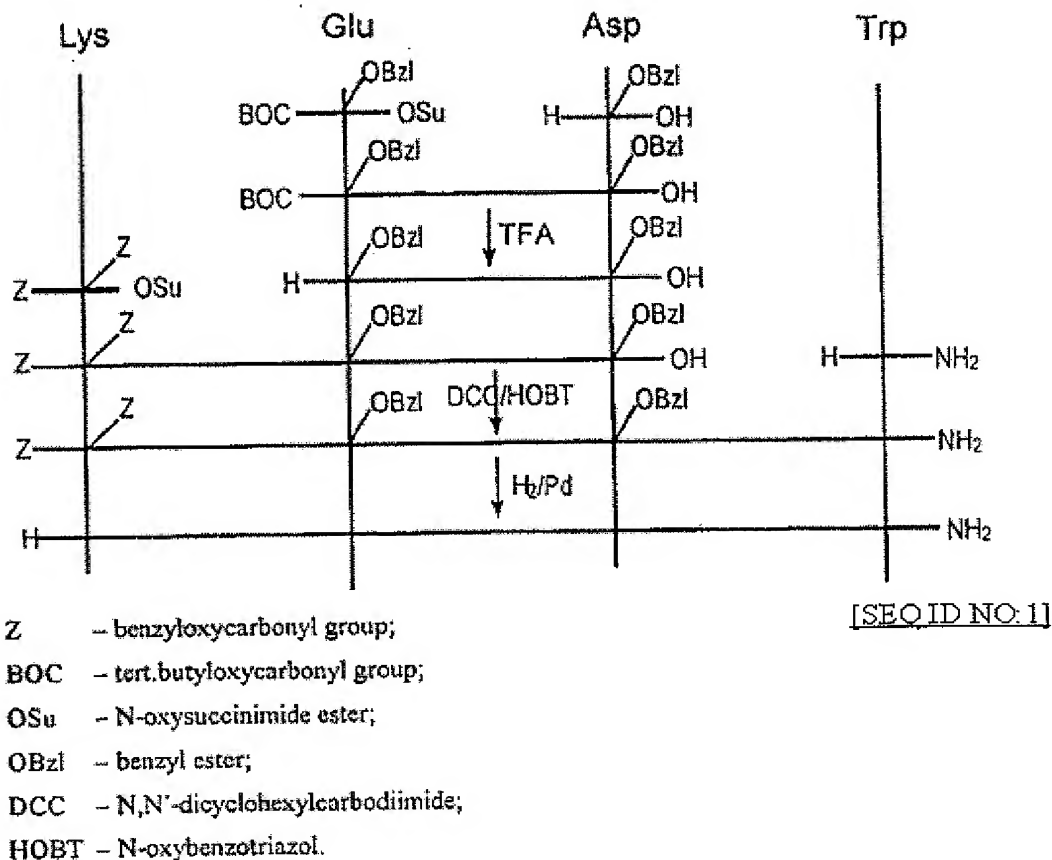 Lys Glu Asp Trp
OBzl OBzl
BOC OSu H OH
OBzl OBzl
BOC OH
TFA
OBzl OBzl
Z
Z OSu H OH
OBzl OBzl
Z
Z OH H NH₂
DCC/HOBT
OBzl OBzl
Z
Z NH₂
H₂/Pd
H NH₂
[SEQ ID NO: 1]
Z – benzyloxycarbonyl group;
BOC – tert.butyloxycarbonyl group;
OSu – N-oxysuccinimide ester;
OBzl – benzyl ester;
DCC – N,N'-dicyclohexylcarbodiimide;
HOBT – N-oxybenzotriazol.